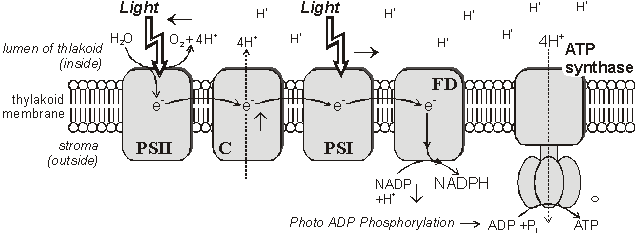 Light
Light
H'
H'
H'
H'
H'
H'
H'
H'
H₂O
O₂ + 4H⁺
4H⁺
4H⁺
lumen of thlakoid
(inside)
ATP
synthase
thylakoid
membrane
stroma
(outside)
e⁻
e⁻
e⁻
e⁻
FD
PSII
C
PSI
NADP
+H⁺
NADPH
Photo ADP Phosphorylation
ADP +Pᵢ
ATP